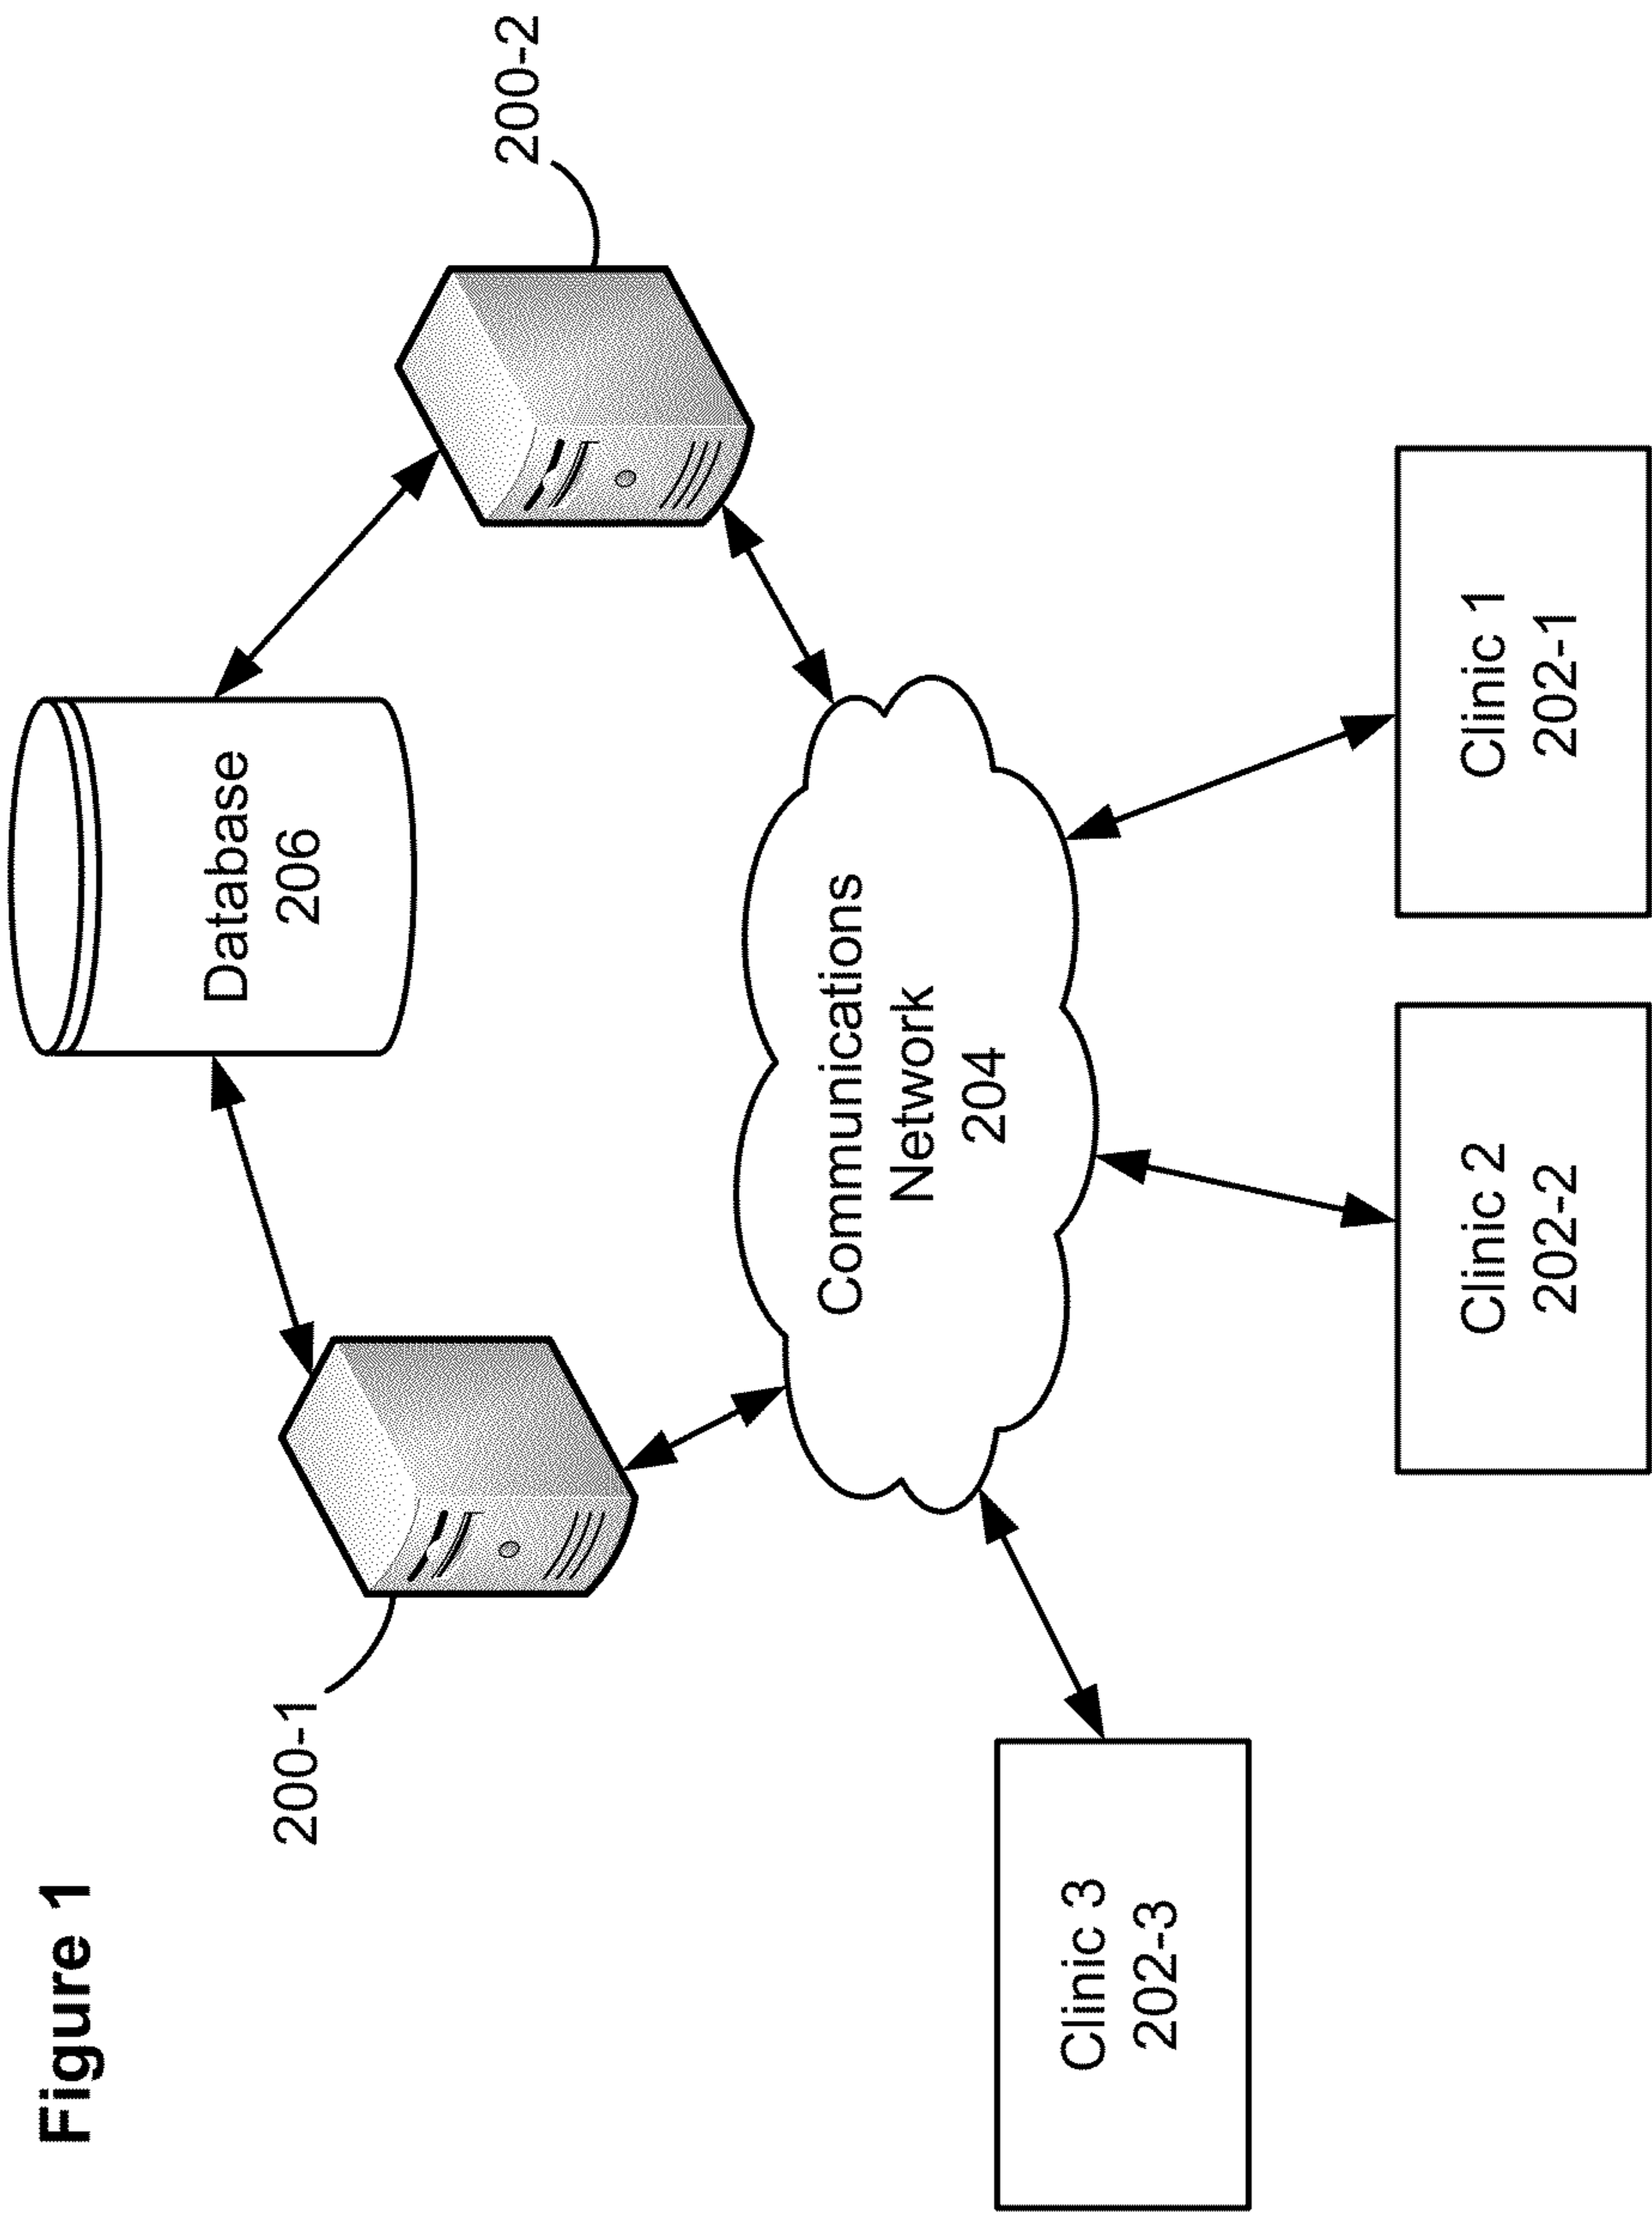 Figure 1
Database
206
200-1
200-2
Communications
Network
204
Clinic 3
202-3
Clinic 2
202-2
Clinic 1
202-1